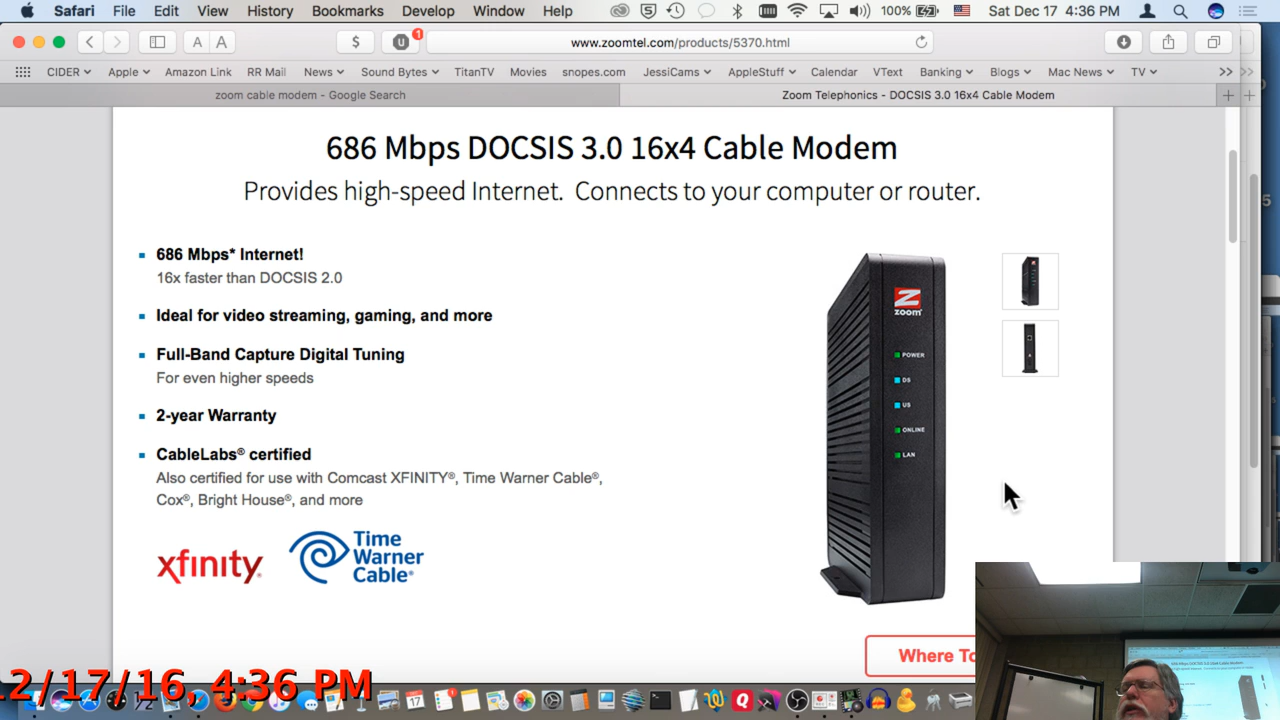 Safari File Edit View History Bookmarks Develop Window Help 100% Sat Dec 17 4:36 PM
A A $ u 1 www.zoomtel.com/products/5370.html
CIDER Apple Amazon Link RR Mail News Sound Bytes TitanTV Movies snopes.com JessiCams AppleStuff Calendar VText Banking Blogs Mac News TV >> >>
zoom cable modem - Google Search Zoom Telephonics - DOCSIS 3.0 16x4 Cable Modem + +
686 Mbps DOCSIS 3.0 16x4 Cable Modem
Provides high-speed Internet. Connects to your computer or router.
686 Mbps* Internet!
16x faster than DOCSIS 2.0
Ideal for video streaming, gaming, and more
Full-Band Capture Digital Tuning
For even higher speeds
2-year Warranty
CableLabs® certified
Also certified for use with Comcast XFINITY®, Time Warner Cable®,
Cox®, Bright House®, and more
xfinity®
Time
Warner
Cable®
Z
zoom®
POWER
DS
US
ONLINE
LAN
Where To
12/17/16, 4:36 PM
17